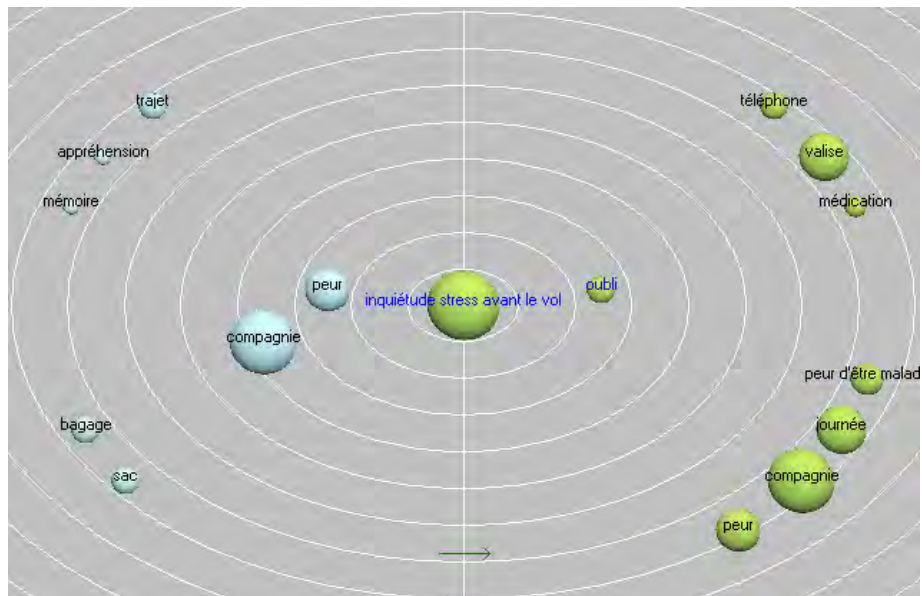 trajet
téléphone
appréhension
valise
mémoire
médication
peur
inquiétude stress avant le vol
oubli
compagnie
peur d'être malad
bagage
journée
sac
compagnie
peur